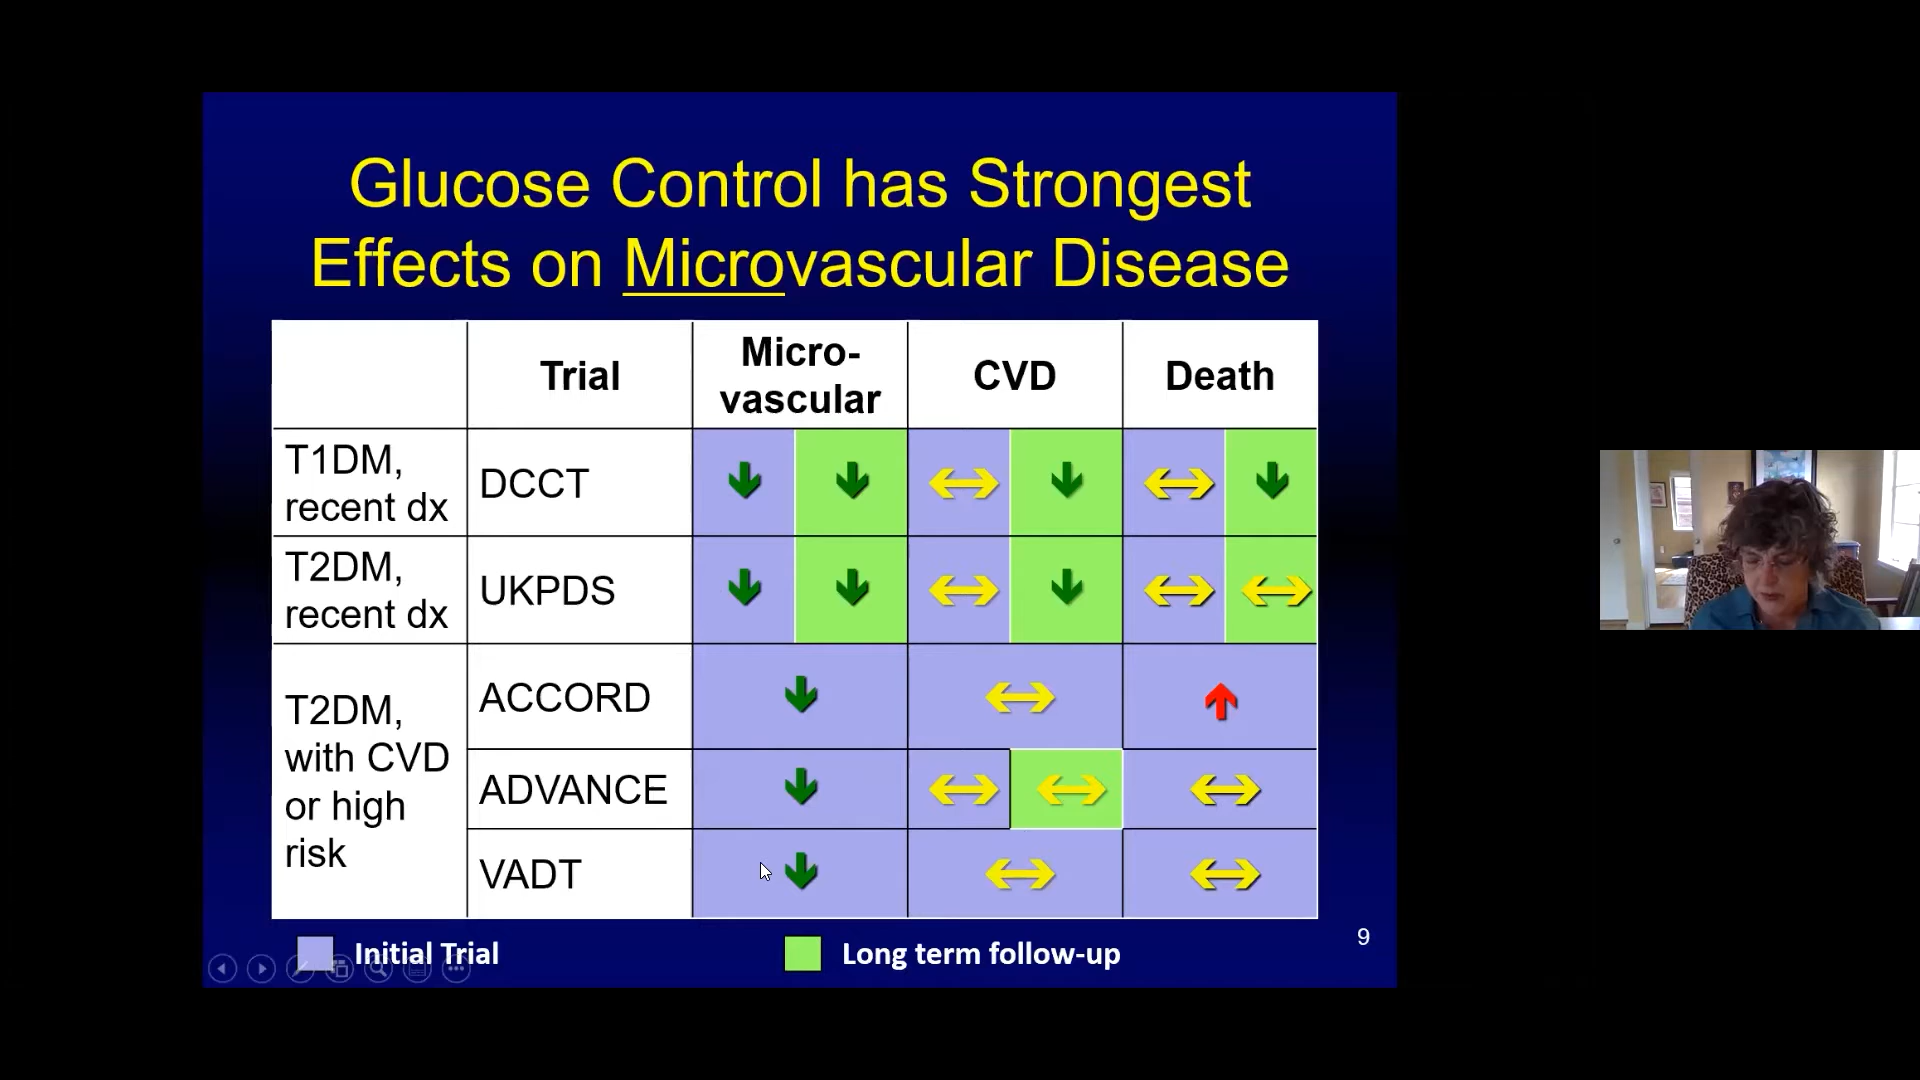 Glucose Control has Strongest
Effects on Microvascular Disease
Trial
Micro-
vascular
CVD
Death
T1DM,
recent dx
DCCT
T2DM,
recent dx
UKPDS
T2DM,
with CVD
or high
risk
ACCORD
ADVANCE
VADT
Initial Trial
Long term follow-up
9